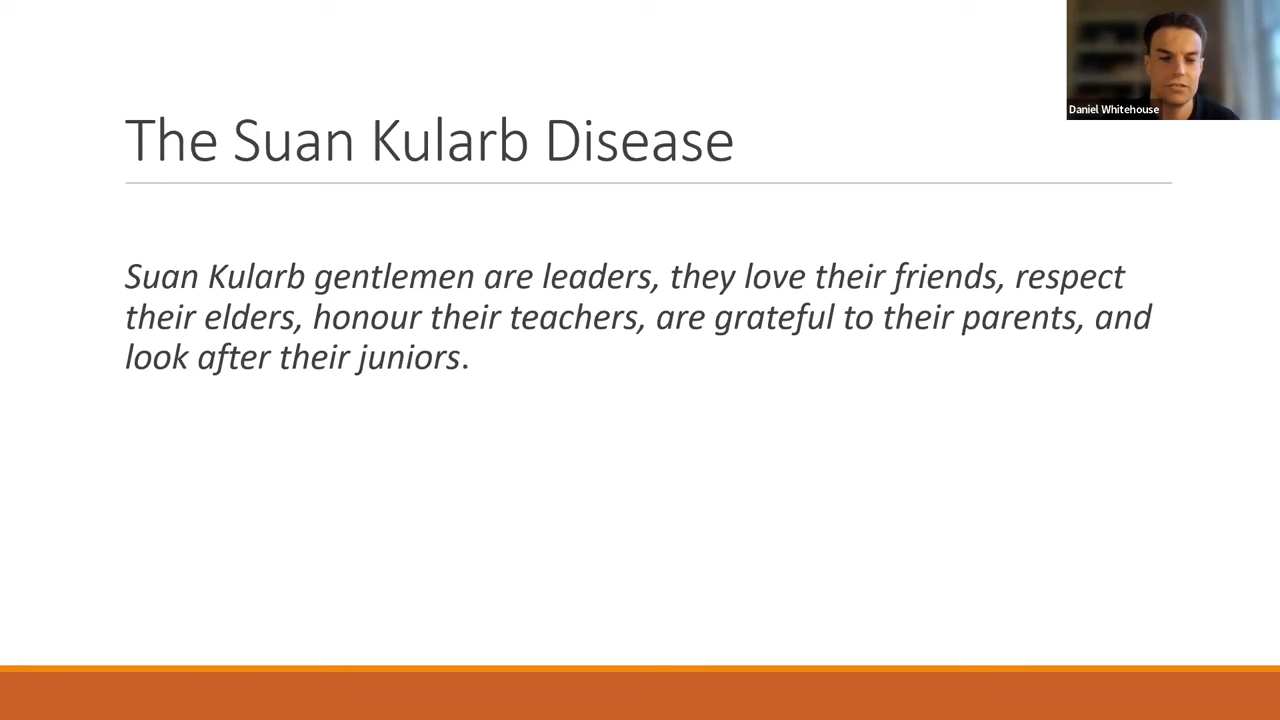 Daniel Whitehouse
The Suan Kularb Disease
Suan Kularb gentlemen are leaders, they love their friends, respect
their elders, honour their teachers, are grateful to their parents, and
look after their juniors.